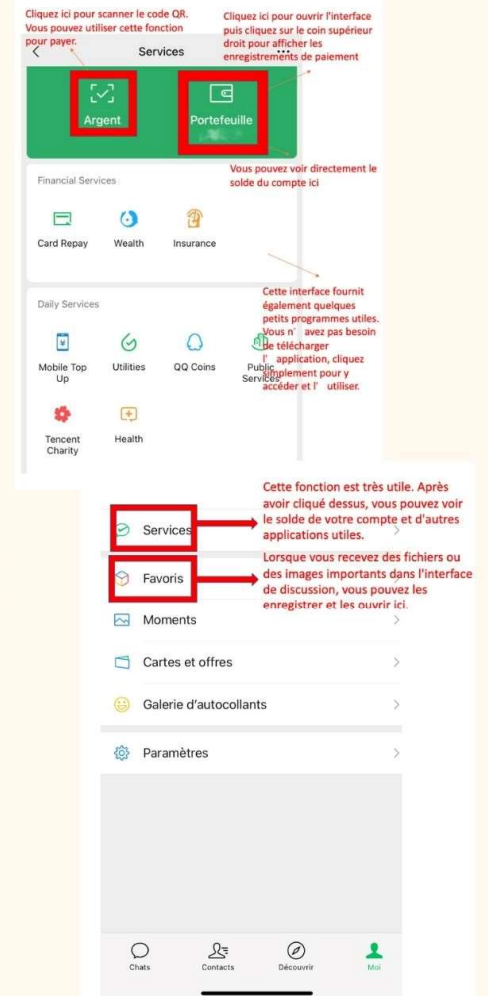 Cliquez ici pour scanner le code QR.
Vous pouvez utiliser cette fonction
pour payer.
Cliquez ici pour ouvrir l'interface
puis cliquez sur le coin supérieur
droit pour afficher les
enregistrements de paiement
Services
Argent
Portefeuille
Vous pouvez voir directement le
solde du compte ici
Financial Services
Card Repay
Wealth
Insurance
Cette interface fournit
également quelques
petits programmes utiles.
Vous n' avez pas besoin
de télécharger
l' application, cliquez
simplement pour y
accéder et l' utiliser.
Daily Services
Mobile Top
Up
Utilities
QQ Coins
Public
Services
Tencent
Charity
Health
Cette fonction est très utile. Après
avoir cliqué dessus, vous pouvez voir
le solde de votre compte et d'autres
applications utiles.
Services
Lorsque vous recevez des fichiers ou
des images importants dans l'interface
de discussion, vous pouvez les
enregistrer et les ouvrir ici.
Favoris
Moments
Cartes et offres
Galerie d'autocollants
Paramètres
Chats
Contacts
Découvrir
Moi